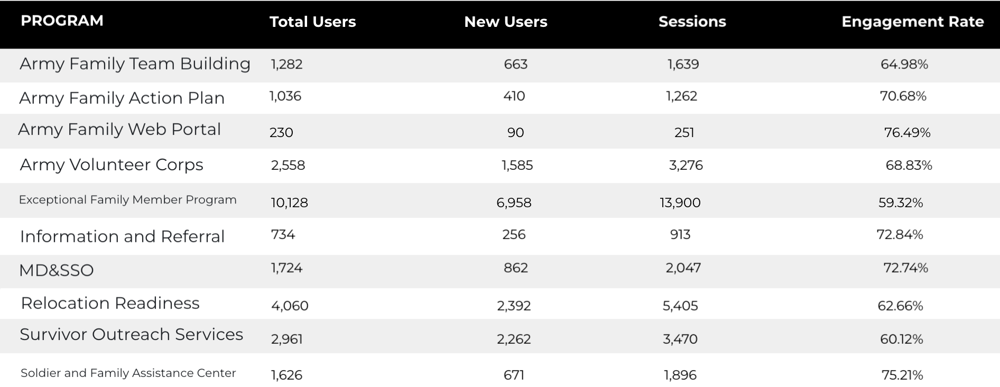 PROGRAM Total Users New Users Sessions Engagement Rate
Army Family Team Building 1,282 663 1,639 64.98%
Army Family Action Plan 1,036 410 1,262 70.68%
Army Family Web Portal 230 90 251 76.49%
Army Volunteer Corps 2,558 1,585 3,276 68.83%
Exceptional Family Member Program 10,128 6,958 13,900 59.32%
Information and Referral 734 256 913 72.84%
MD&SSO 1,724 862 2,047 72.74%
Relocation Readiness 4,060 2,392 5,405 62.66%
Survivor Outreach Services 2,961 2,262 3,470 60.12%
Soldier and Family Assistance Center 1,626 671 1,896 75.21%